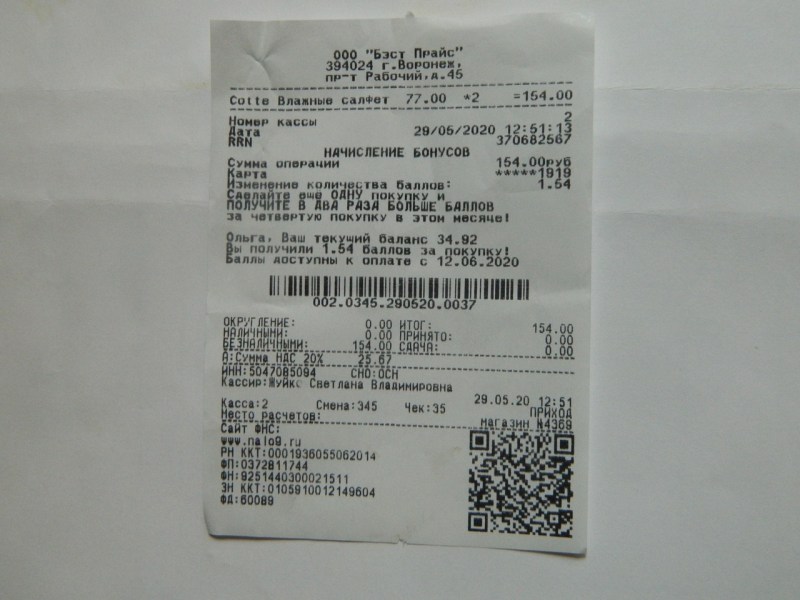 ООО "Бэст Прайс"
394024 г.Воронеж,
пр-т Рабочий,д.45
Cotte Влажные салфет 77.00 *2 =154.00
Номер кассы 2
Дата 29/05/2020 12:51:13
RRN 370682567
НАЧИСЛЕНИЕ БОНУСОВ
Сумма операции 154.00руб
Карта *****1919
Изменение количества баллов: 1.54
Сделайте еще ОДНУ покупку и
ПОЛУЧИТЕ В ДВА РАЗА БОЛЬШЕ БАЛЛОВ
за четвертую покупку в этом месяце!
Ольга, Ваш текущий баланс 34.92
Вы получили 1.54 баллов за покупку!
Баллы доступны к оплате с 12.06.2020
002.0345.290520.0037
ОКРУГЛЕНИЕ: 0.00 ИТОГ: 154.00
НАЛИЧНЫМИ: 0.00 ПРИНЯТО: 0.00
БЕЗНАЛИЧНЫМИ: 154.00 СДАЧА: 0.00
А:Сумма НДС 20% 25.67
ИНН:5047085094 СНО:ОСН
Кассир:Жуйко Светлана Владимировна
29.05.20 12:51
Касса:2 Смена:345 Чек:35 ПРИХОД
Место расчетов: магазин №4369
Сайт ФНС:
www.nalog.ru
РН ККТ:0001936055062014
ФП:0372811744
ФН:9251440300021511
ЗН ККТ:0105910012149604
ФД:60089